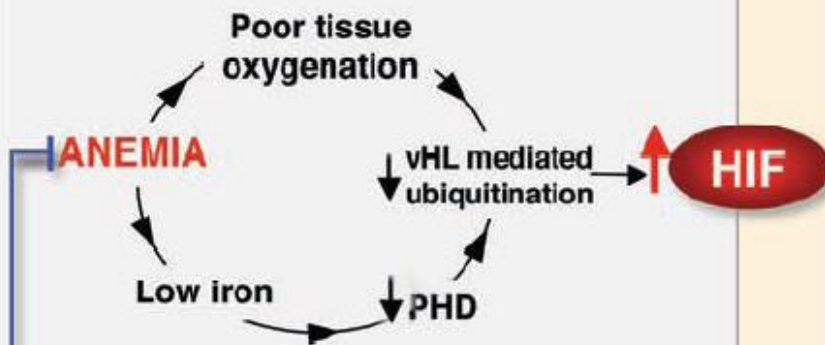 Poor tissue
oxygenation
ANEMIA
↓ vHL mediated
ubiquitination
↑ HIF
Low iron
↓ PHD